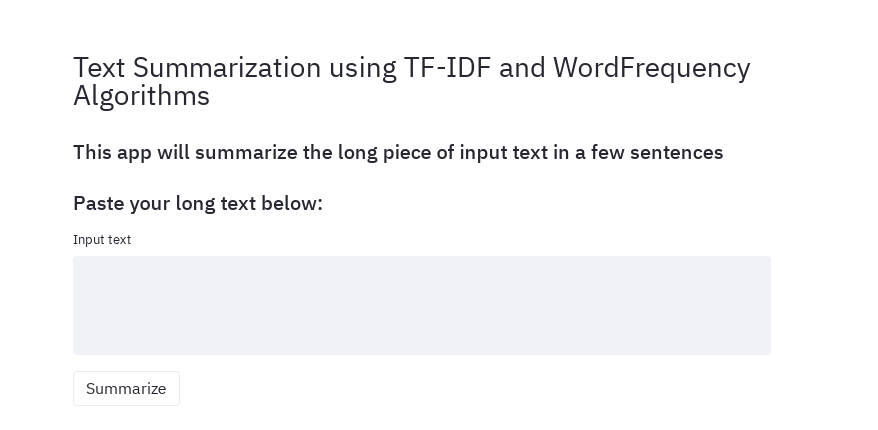 Text Summarization using TF-IDF and WordFrequency
Algorithms
This app will summarize the long piece of input text in a few sentences
Paste your long text below:
Input text
Summarize